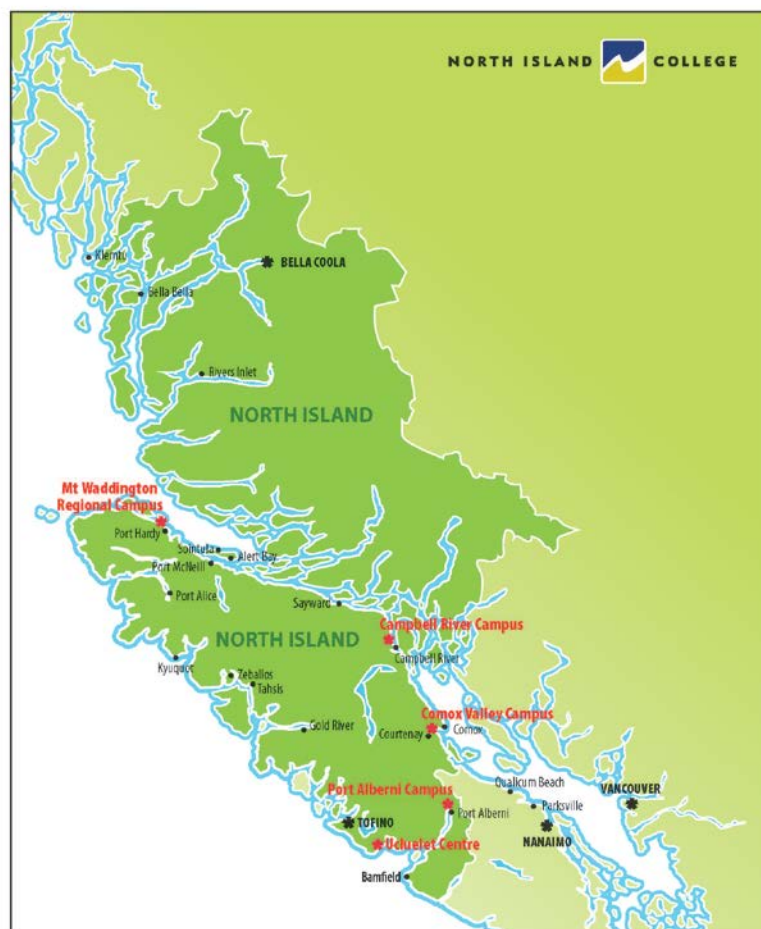 NORTH ISLAND COLLEGE
Klemtu
BELLA COOLA
Bella Bella
Rivers Inlet
NORTH ISLAND
Mt Waddington
Regional Campus
Port Hardy
Sointula
Alert Bay
Port McNeill
Port Alice
Sayward
Campbell River Campus
NORTH ISLAND
Campbell River
Kyuquot
Zeballos
Tahsis
Comox Valley Campus
Gold River
Comox
Courtenay
Qualicum Beach
VANCOUVER
Port Alberni Campus
Parksville
Port Alberni
TOFINO
NANAIMO
Ucluelet Centre
Bamfield